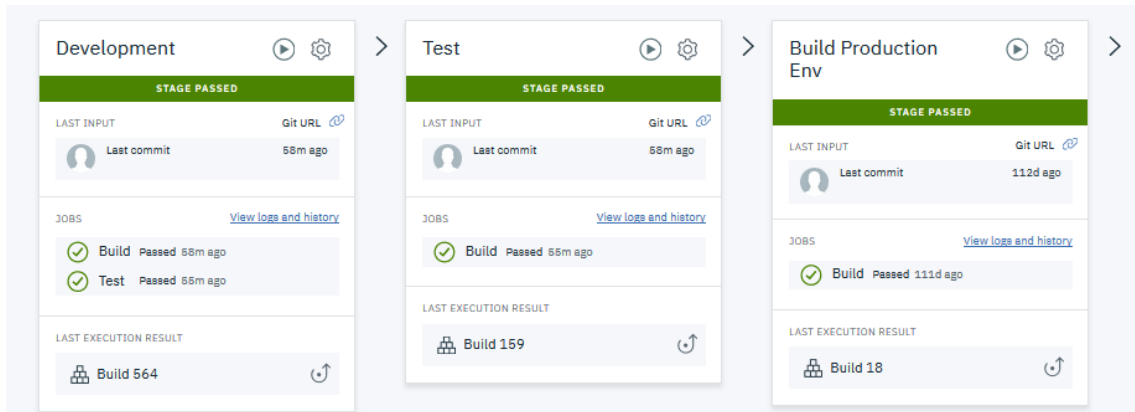 Development
STAGE PASSED
LAST INPUT
Git URL
Last commit
58m ago
JOBS
View logs and history
Build Passed 58m ago
Test Passed 55m ago
LAST EXECUTION RESULT
Build 564
Test
STAGE PASSED
LAST INPUT
Git URL
Last commit
58m ago
JOBS
View logs and history
Build Passed 55m ago
LAST EXECUTION RESULT
Build 159
Build Production
Env
STAGE PASSED
LAST INPUT
Git URL
Last commit
112d ago
JOBS
View logs and history
Build Passed 111d ago
LAST EXECUTION RESULT
Build 18